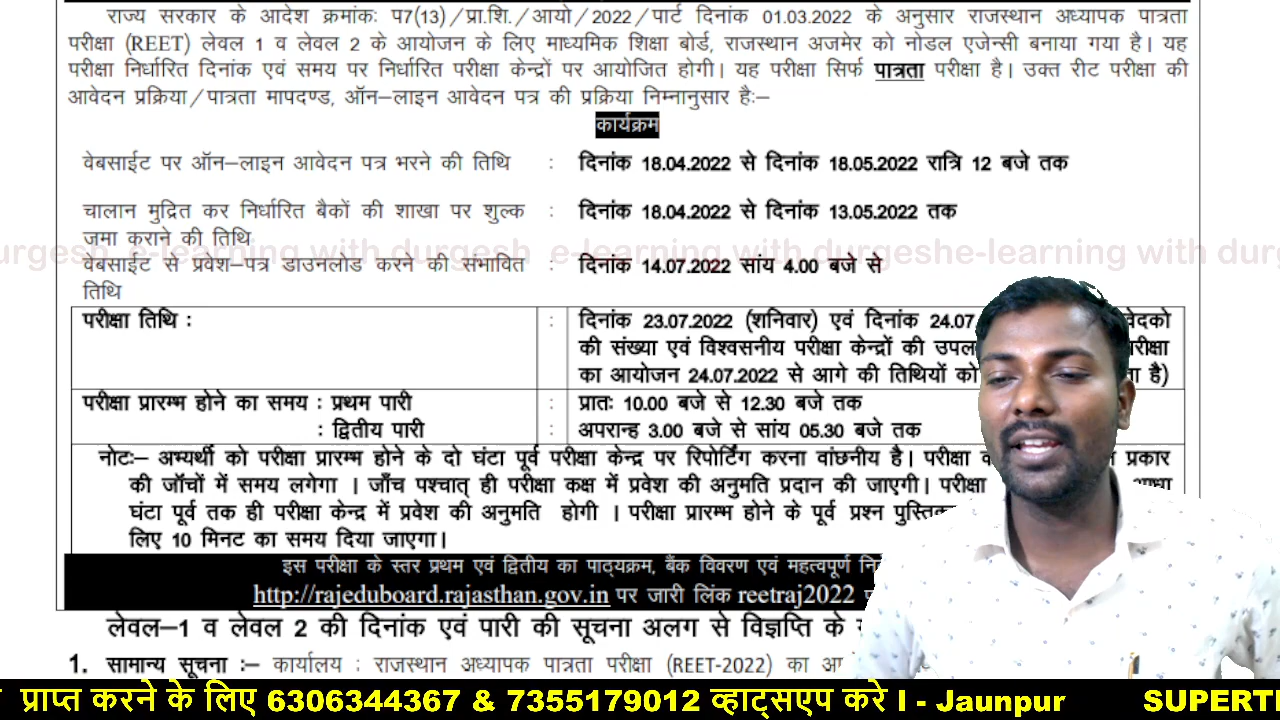 राज्य सरकार के आदेश क्रमांकः प7(13)/प्रा.शि./आयो/2022/पार्ट दिनांक 01.03.2022 के अनुसार राजस्थान अध्यापक पात्रता
परीक्षा (REET) लेवल 1 व लेवल 2 के आयोजन के लिए माध्यमिक शिक्षा बोर्ड, राजस्थान अजमेर को नोडल एजेन्सी बनाया गया है। यह
परीक्षा निर्धारित दिनांक एवं समय पर निर्धारित परीक्षा केन्द्रों पर आयोजित होगी। यह परीक्षा सिर्फ पात्रता परीक्षा है। उक्त रीट परीक्षा की
आवेदन प्रक्रिया/पात्रता मापदण्ड, ऑन–लाइन आवेदन पत्र की प्रक्रिया निम्नानुसार हैः–
कार्यक्रम
वेबसाईट पर ऑन–लाइन आवेदन पत्र भरने की तिथि : दिनांक 18.04.2022 से दिनांक 18.05.2022 रात्रि 12 बजे तक
चालान मुद्रित कर निर्धारित बैकों की शाखा पर शुल्क : दिनांक 18.04.2022 से दिनांक 13.05.2022 तक
जमा कराने की तिथि
durgesh e-learning with durgesh e-learning with durgeshe-learning with durg
वेबसाईट से प्रवेश–पत्र डाउनलोड करने की संभावित : दिनांक 14.07.2022 सांय 4.00 बजे से
तिथि
परीक्षा तिथि : : दिनांक 23.07.2022 (शनिवार) एवं दिनांक 24.07
की संख्या एवं विश्वसनीय परीक्षा केन्द्रों की
का आयोजन 24.07.2022 से आगे की तिथियों को है)
परीक्षा प्रारम्भ होने का समय : प्रथम पारी : प्रातः 10.00 बजे से 12.30 बजे तक
: द्वितीय पारी : अपरान्ह 3.00 बजे से सांय 05.30 बजे तक
नोटः– अभ्यर्थी को परीक्षा प्रारम्भ होने के दो घंटा पूर्व परीक्षा केन्द्र पर रिपोर्टिंग करना वांछनीय है। परीक्षा प्रकार
की जॉचों में समय लगेगा । जाँच पश्चात् ही परीक्षा कक्ष में प्रवेश की अनुमति प्रदान की जाएगी। परीक्षा आधा
घंटा पूर्व तक ही परीक्षा केन्द्र में प्रवेश की अनुमति होगी । परीक्षा प्रारम्भ होने के पूर्व प्रश्न
लिए 10 मिनट का समय दिया जाएगा।
इस परीक्षा के स्तर प्रथम एवं द्वितीय का पाठ्यक्रम, बैंक विवरण एवं महत्वपूर्ण
http://rajeduboard.rajasthan.gov.in पर जारी लिंक reetraj2022
लेवल–1 व लेवल 2 की दिनांक एवं पारी की सूचना अलग से विज्ञप्ति के
1. सामान्य सूचना :– कार्यालय : राजस्थान अध्यापक पात्रता परीक्षा (REET-2022) का
प्राप्त करने के लिए 6306344367 & 7355179012 व्हाट्सएप करे I - Jaunpur SUPERT